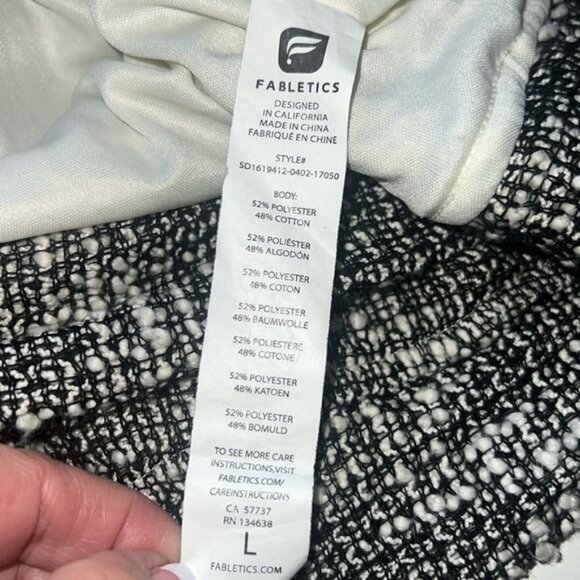 FABLETICS
DESIGNED
IN CALIFORNIA
MADE IN CHINA
FABRIQUÉ EN CHINE
STYLE#
SD1619412-0402-17050
BODY:
52% POLYESTER
48% COTTON
52% POLIÉSTER
48% ALGODÓN
52% POLYESTER
48% COTON
52% POLYESTER
48% BAUMWOLLE
52% POLIESTERE
48% COTONE
52% POLYESTER
48% KATOEN
52% POLYESTER
48% BOMULD
TO SEE MORE CARE
INSTRUCTIONS,VISIT
FABLETICS.COM/
CAREINSTRUCTIONS
CA 57737
RN 134638
L
FABLETICS.COM